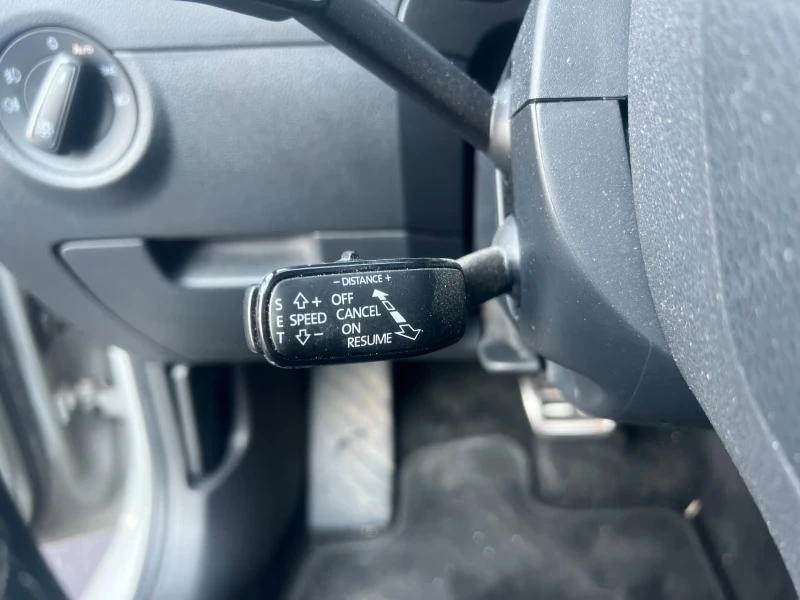 - DISTANCE +
S + OFF
E SPEED CANCEL
T - ON
RESUME